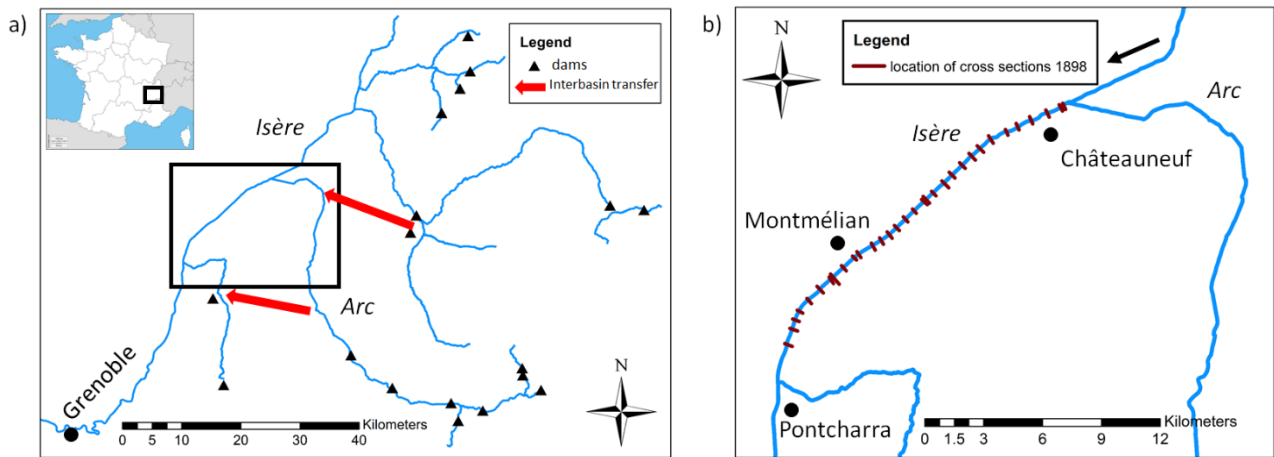 a)
Legend
dams
Interbasin transfer
Isère
Arc
Grenoble
N
Kilometers
0 5 10 20 30 40
b)
Legend
location of cross sections 1898
N
Arc
Isère
Châteauneuf
Montmélian
Pontcharra
Kilometers
0 1.5 3 6 9 12